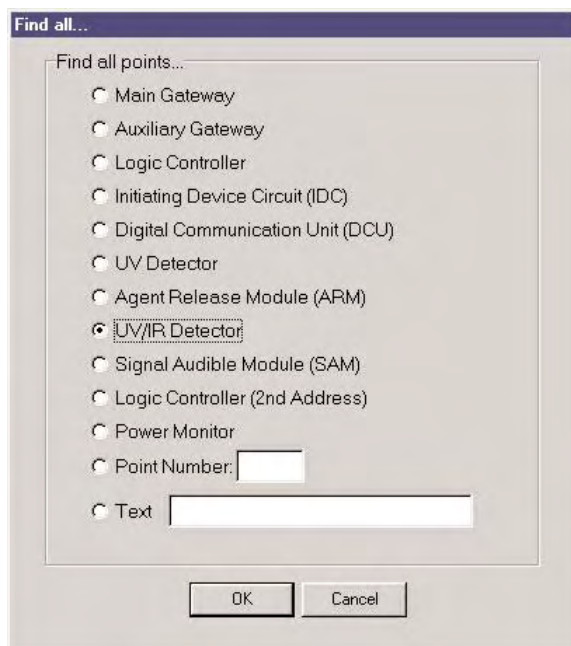 Find all...
Find all points...
Main Gateway
Auxiliary Gateway
Logic Controller
Initiating Device Circuit (IDC)
Digital Communication Unit (DCU)
UV Detector
Agent Release Module (ARM)
UV/IR Detector
Signal Audible Module (SAM)
Logic Controller (2nd Address)
Power Monitor
Point Number:
Text
OK Cancel